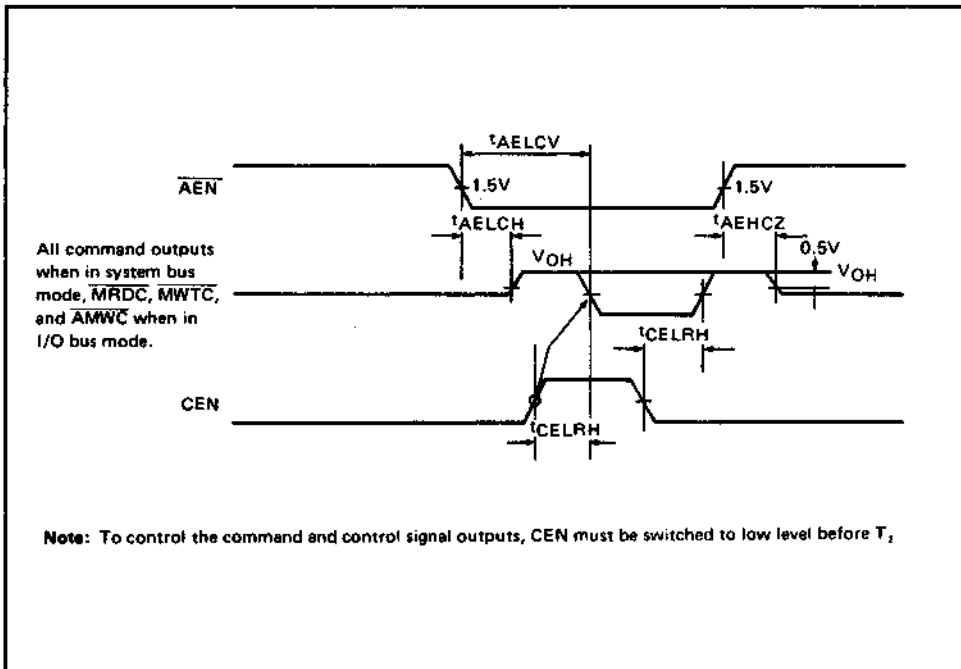 tAELCV
AEN
1.5V
1.5V
tAELCH
tAEHCZ
All command outputs
when in system bus
mode, MRDC, MWTC,
and AMWC when in
I/O bus mode.
VOH
0.5V
VOH
tCELRH
CEN
tCELRH
Note: To control the command and control signal outputs, CEN must be switched to low level before T₂